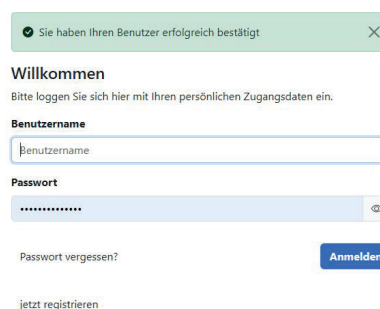 Sie haben Ihren Benutzer erfolgreich bestätigt
Willkommen
Bitte loggen Sie sich hier mit Ihren persönlichen Zugangsdaten ein.
Benutzername
Benutzername
Passwort
••••••••••••••
Passwort vergessen?
Anmelden
jetzt registrieren